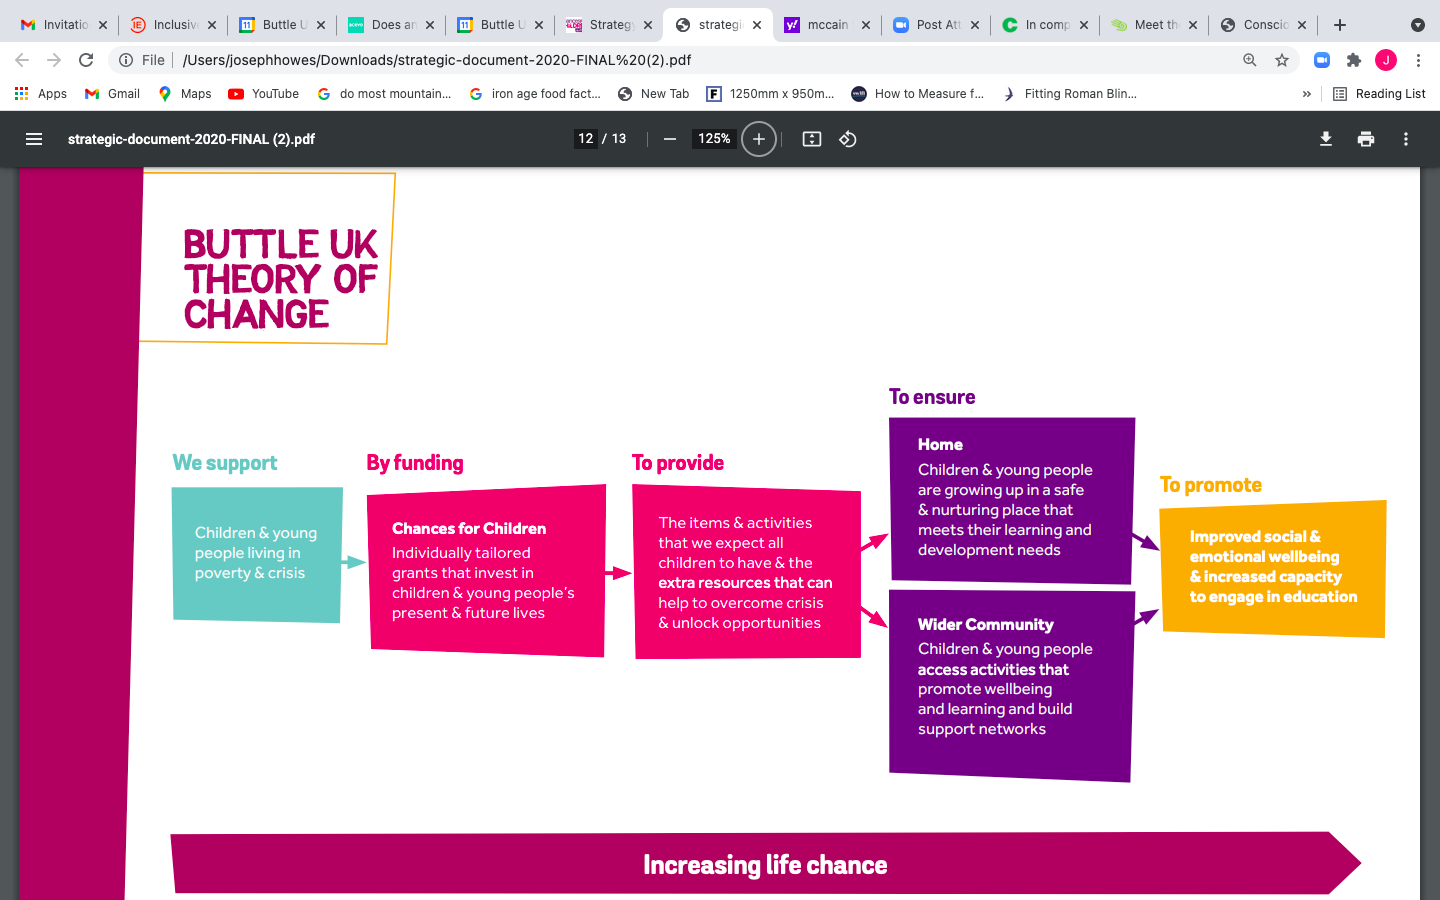 Invitatio
Inclusiv
Buttle U
Does an
Buttle U
Strategy
strategi
mccain
Post Att
In comp
Meet th
Conscio
File
/Users/josephhowes/Downloads/strategic-document-2020-FINAL%20(2).pdf
J
Apps
Gmail
Maps
YouTube
do most mountain...
iron age food fact...
New Tab
1250mm x 950m...
How to Measure f...
Fitting Roman Blin...
»
Reading List
strategic-document-2020-FINAL (2).pdf
12 / 13
125%
BUTTLE UK
THEORY OF
CHANGE
We support
Children & young
people living in
poverty & crisis
By funding
Chances for Children
Individually tailored
grants that invest in
children & young people's
present & future lives
To provide
The items & activities
that we expect all
children to have & the
extra resources that can
help to overcome crisis
& unlock opportunities
To ensure
Home
Children & young people
are growing up in a safe
& nurturing place that
meets their learning and
development needs
Wider Community
Children & young people
access activities that
promote wellbeing
and learning and build
support networks
To promote
Improved social &
emotional wellbeing
& increased capacity
to engage in education
Increasing life chance